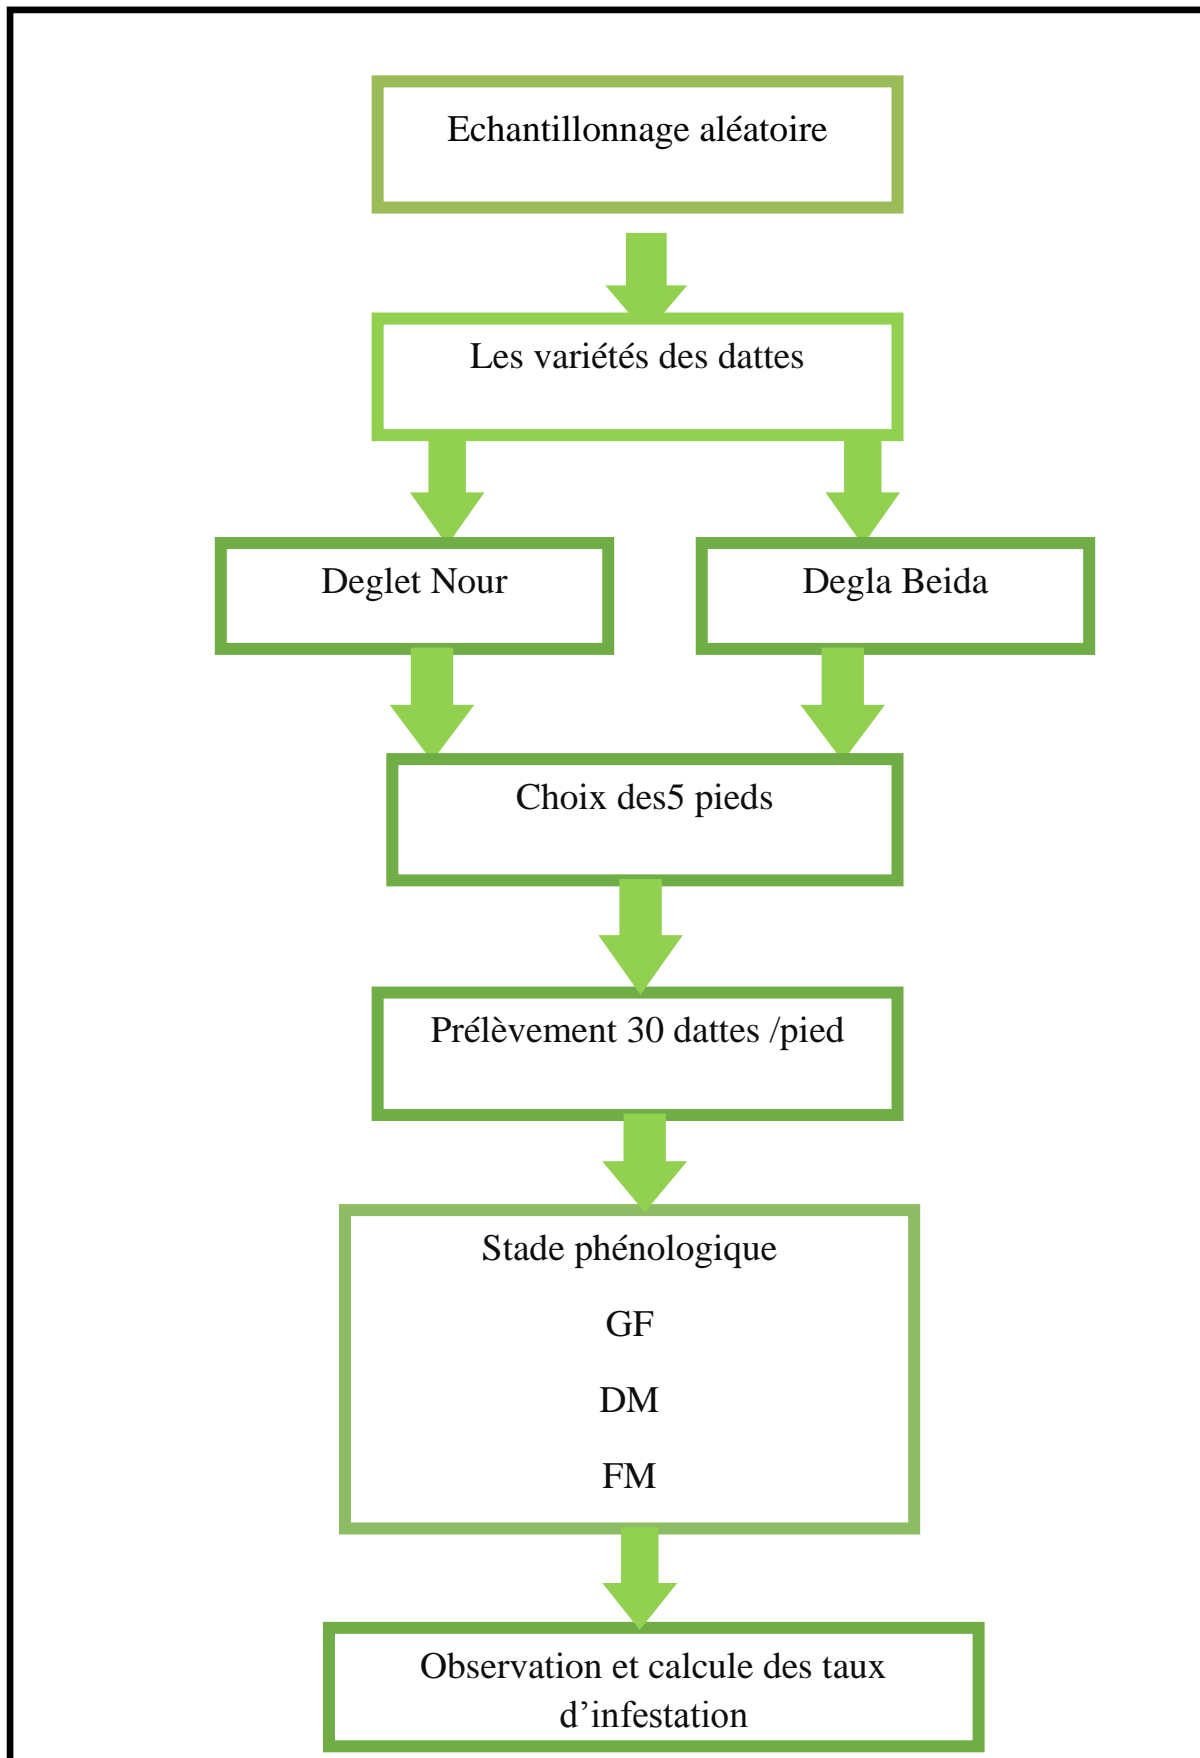 Echantillonnage aléatoire
Les variétés des dattes
Deglet Nour
Degla Beida
Choix des5 pieds
Prélèvement 30 dattes /pied
Stade phénologique
GF
DM
FM
Observation et calcule des taux
d’infestation